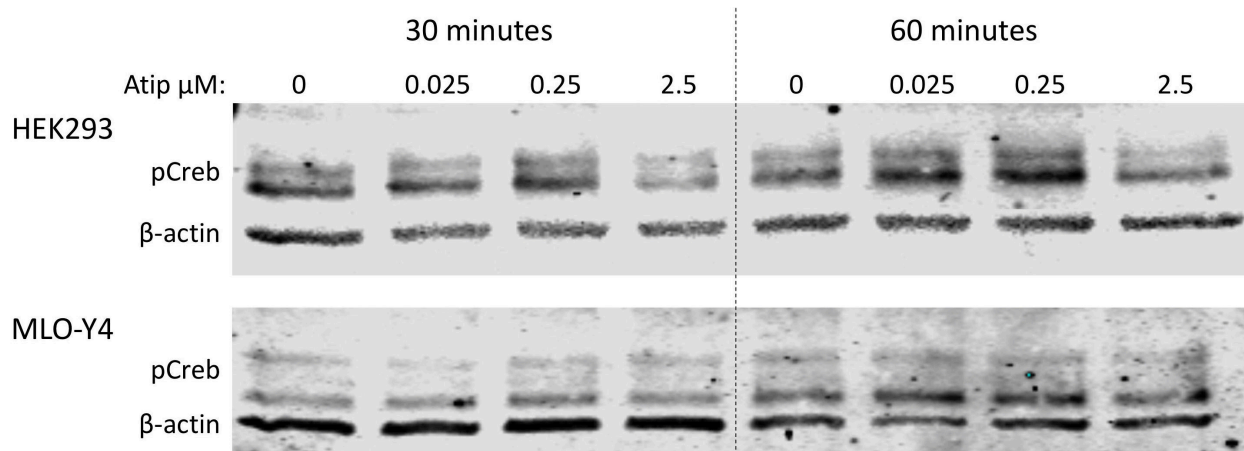 30 minutes 60 minutes
Atip μM: 0 0.025 0.25 2.5 0 0.025 0.25 2.5
HEK293
pCreb
β-actin
MLO-Y4
pCreb
β-actin